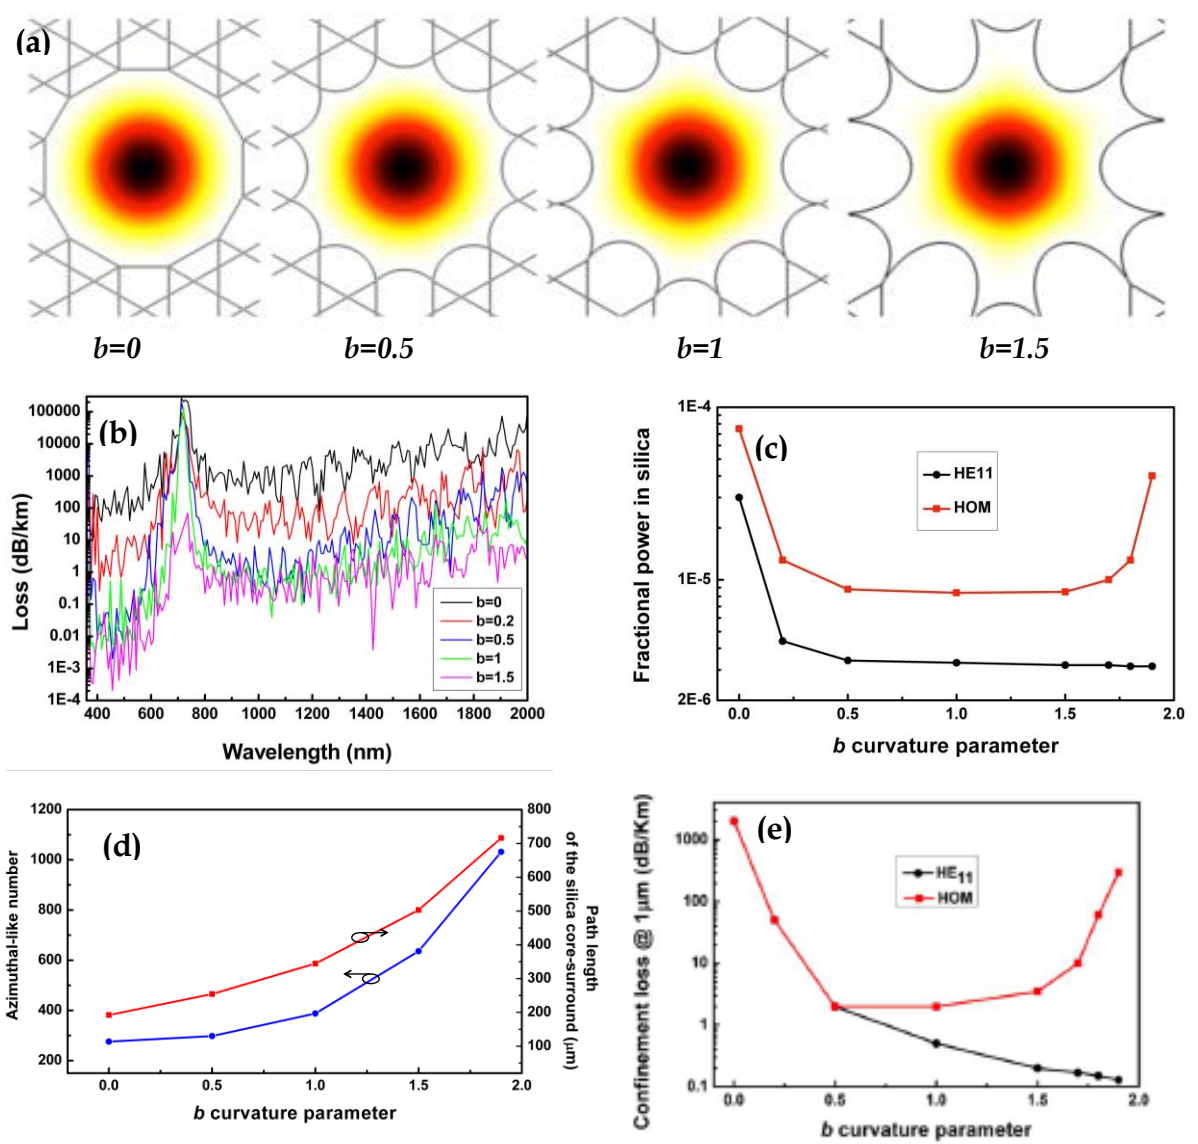 (a)
b=0
b=0.5
b=1
b=1.5
(b)
Loss (dB/km)
100000
10000
1000
100
10
1
0.1
0.01
1E-3
1E-4
400 600 800 1000 1200 1400 1600 1800 2000
Wavelength (nm)
b=0
b=0.2
b=0.5
b=1
b=1.5
(c)
Fractional power in silica
1E-4
1E-5
2E-6
0.0 0.5 1.0 1.5 2.0
b curvature parameter
HE11
HOM
(d)
Azimuthal-like number
1200
1000
800
600
400
200
800
700
600
500
400
300
200
100
Path length
of the silica core-surround (µm)
0.0 0.5 1.0 1.5 2.0
b curvature parameter
(e)
Confinement loss @ 1µm (dB/Km)
1000
100
10
1
0.1
0.0 0.5 1.0 1.5 2.0
b curvature parameter
HE11
HOM